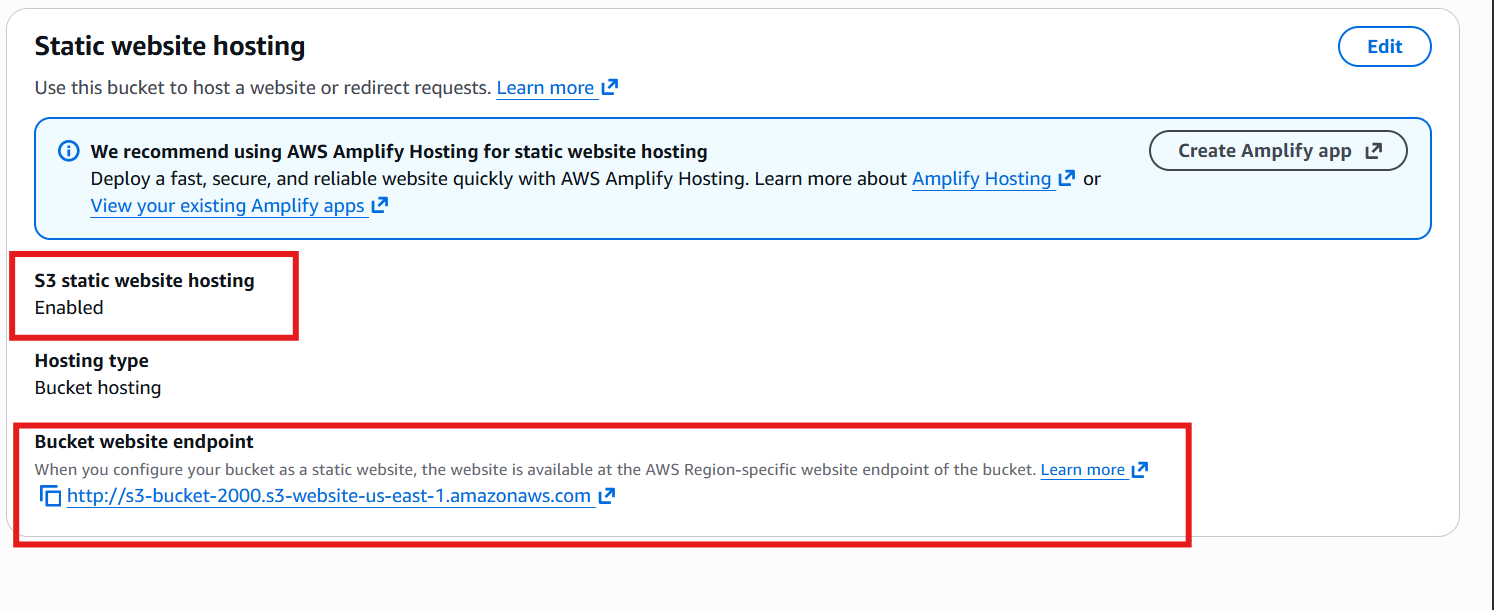 Static website hosting
Edit
Use this bucket to host a website or redirect requests. Learn more
We recommend using AWS Amplify Hosting for static website hosting
Create Amplify app
Deploy a fast, secure, and reliable website quickly with AWS Amplify Hosting. Learn more about Amplify Hosting or
View your existing Amplify apps
S3 static website hosting
Enabled
Hosting type
Bucket hosting
Bucket website endpoint
When you configure your bucket as a static website, the website is available at the AWS Region-specific website endpoint of the bucket. Learn more
http://s3-bucket-2000.s3-website-us-east-1.amazonaws.com